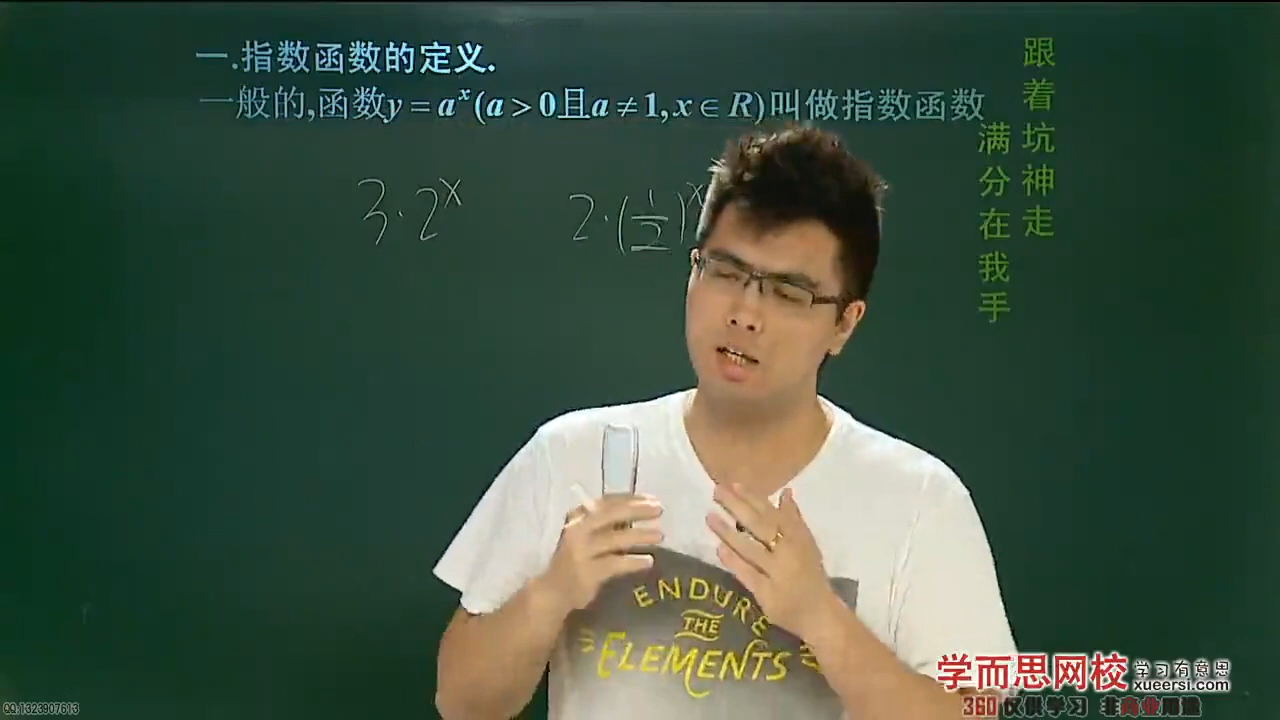 一.指数函数的定义.
一般的,函数y=a^x(a>0且a≠1,x∈R)叫做指数函数
3·2^x
2·(1/2)^x
跟着坑神走
满分在我手
ENDURE
THE
ELEMENTS
学而思网校 学习有意思
xueersi.com
360 仅供学习 非商业用途
QQ:1323907613